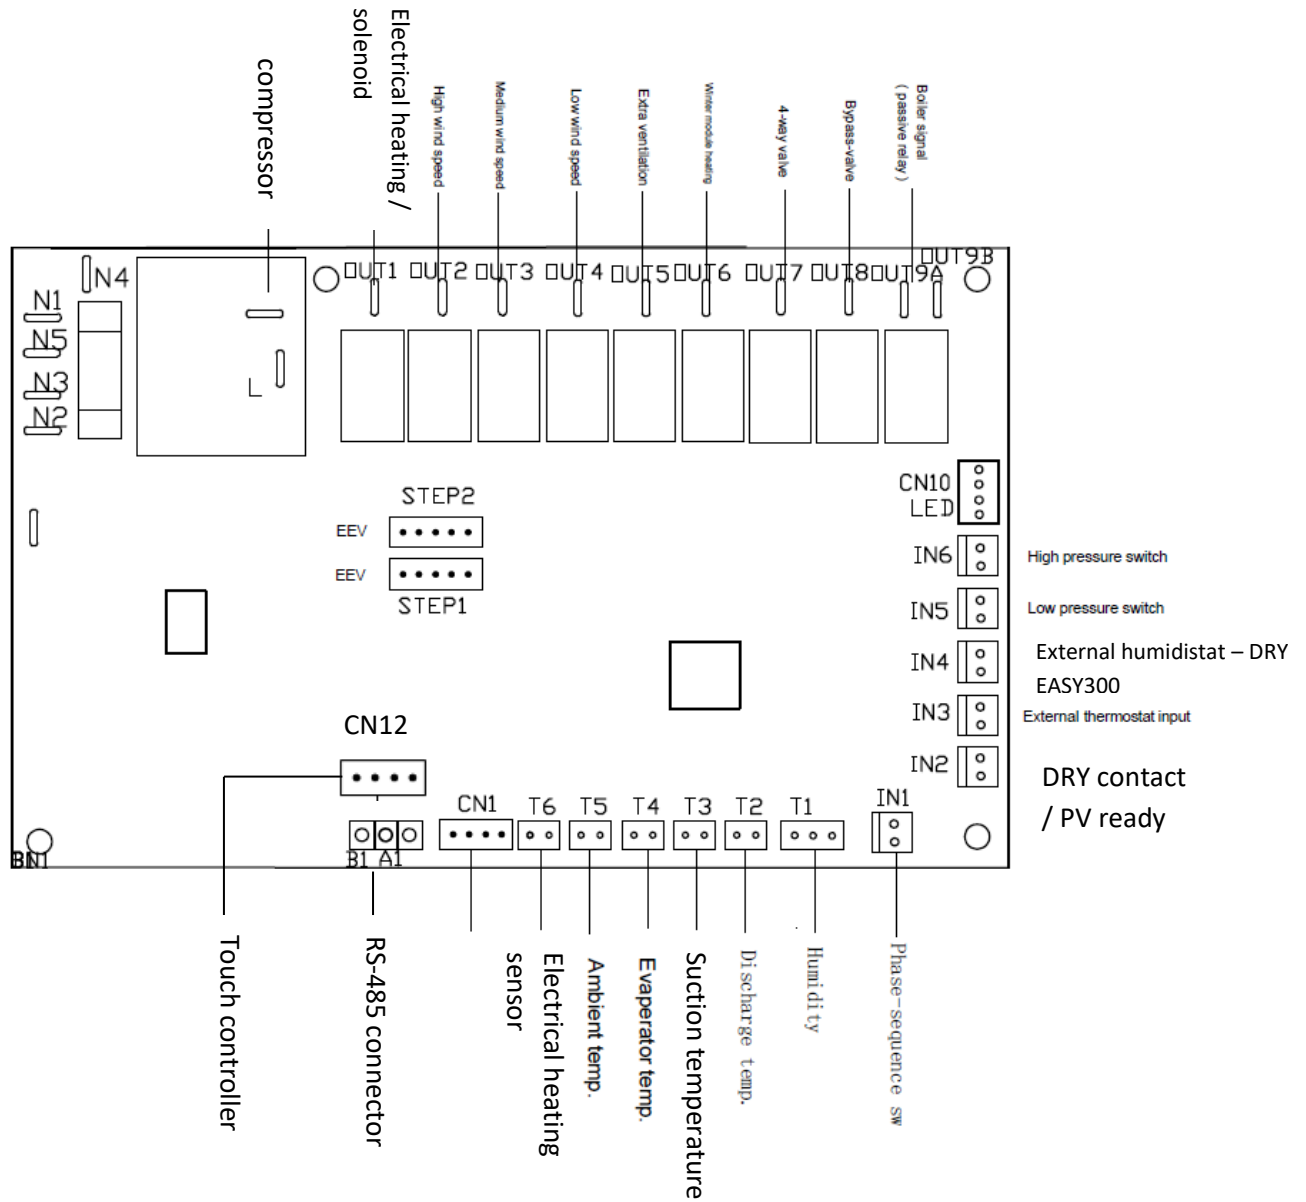 compressor
Electrical heating /
solenoid
High wind speed
Medium wind speed
Low wind speed
Extra ventilation
Winter module heating
4-way valve
Bypass-valve
Boiler signal
( passive relay )
N4
N1
N5
N3
N2
L
OUT1
OUT2
OUT3
OUT4
OUT5
OUT6
OUT7
OUT8
OUT9A
OUT9B
STEP2
EEV
EEV
STEP1
CN10
LED
IN6
High pressure switch
IN5
Low pressure switch
IN4
External humidistat – DRY
EASY300
IN3
External thermostat input
IN2
DRY contact
/ PV ready
CN12
CN1
T6
T5
T4
T3
T2
T1
IN1
B1 A1
Touch controller
RS-485 connector
Electrical heating
sensor
Ambient temp.
Evaperator temp.
Suction temperature
Discharge temp.
Humidity
Phase-sequence sw